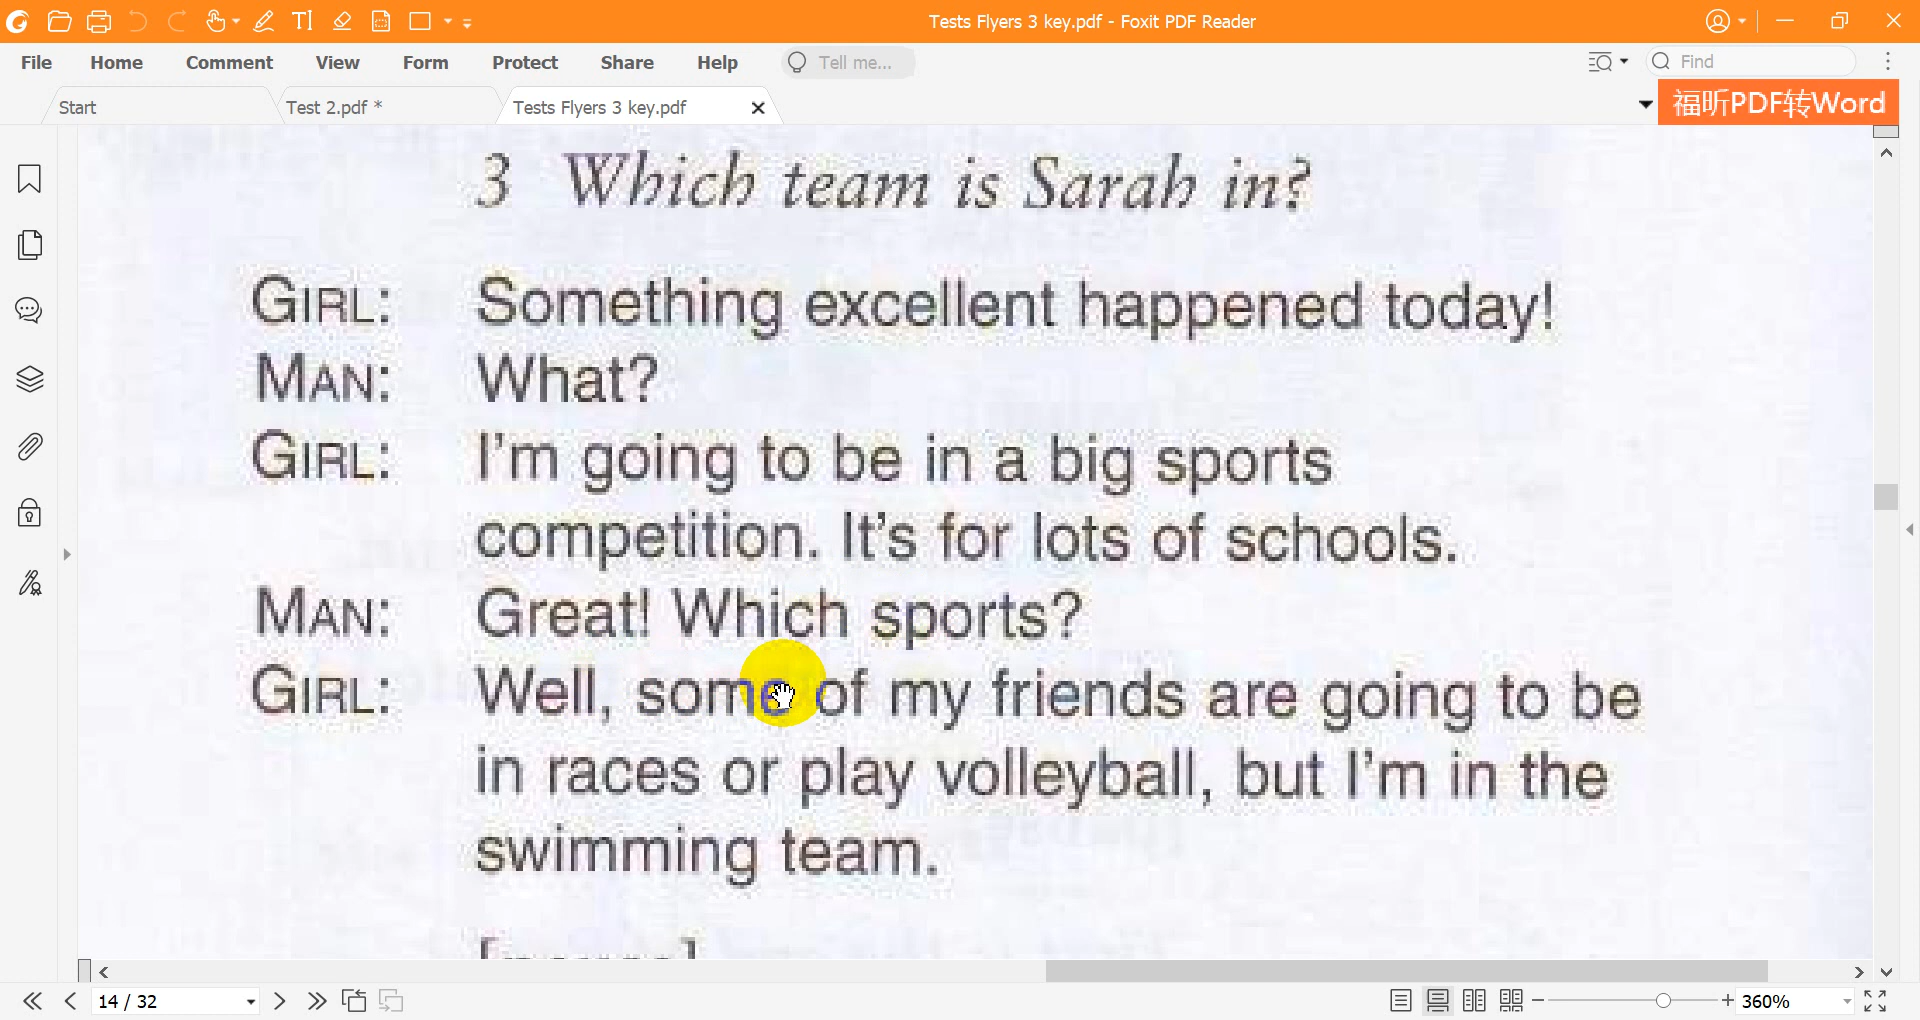 Tests Flyers 3 key.pdf - Foxit PDF Reader
File Home Comment View Form Protect Share Help Tell me... Find
Start Test 2.pdf * Tests Flyers 3 key.pdf 福昕PDF转Word
3 Which team is Sarah in?
GIRL: Something excellent happened today!
MAN: What?
GIRL: I'm going to be in a big sports
competition. It's for lots of schools.
MAN: Great! Which sports?
GIRL: Well, some of my friends are going to be
in races or play volleyball, but I'm in the
swimming team.
14 / 32 360%